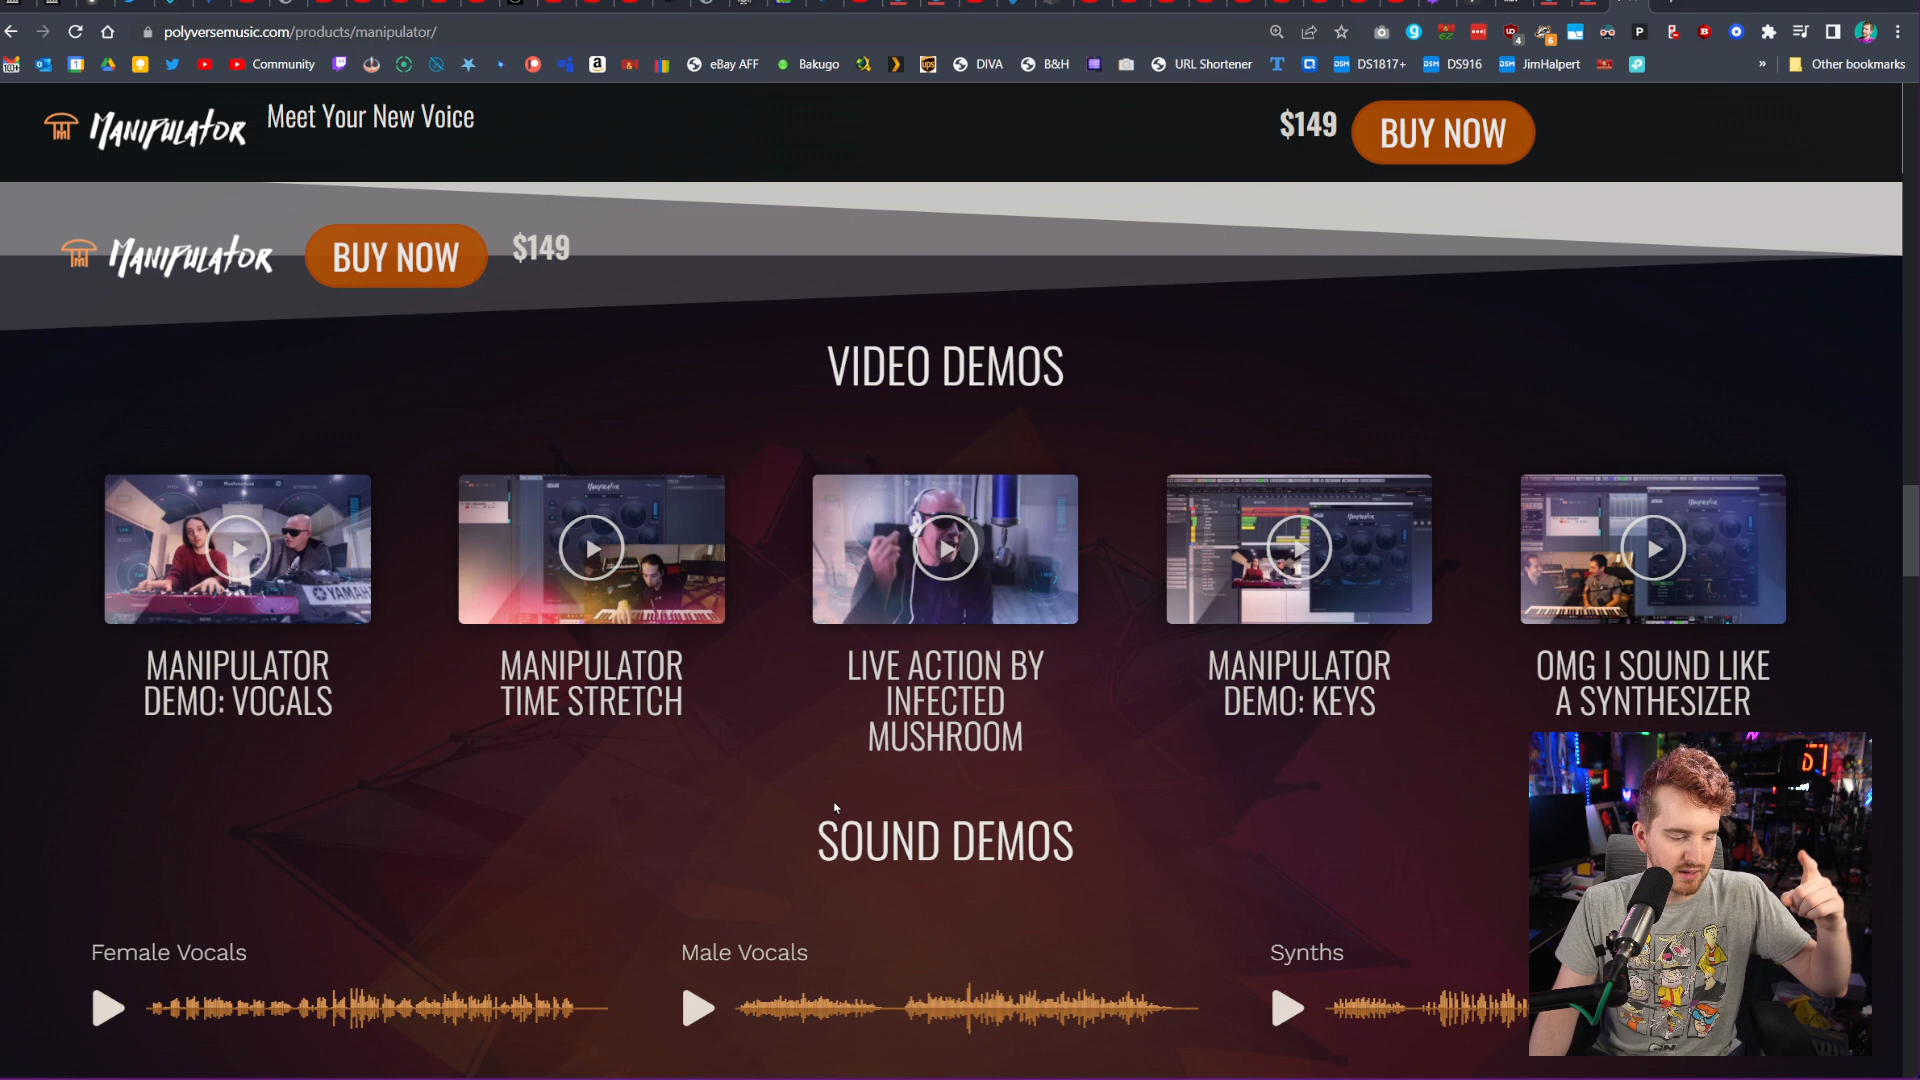 polyversemusic.com/products/manipulator/
Community
eBay AFF
Bakugo
DIVA
B&H
URL Shortener
DS1817+
DS916
JimHalpert
»
Other bookmarks
MANIPULATOR
Meet Your New Voice
$149
BUY NOW
MANIPULATOR
BUY NOW
$149
VIDEO DEMOS
YAMAHA
MANIPULATOR
DEMO: VOCALS
MANIPULATOR
TIME STRETCH
LIVE ACTION BY
INFECTED
MUSHROOM
MANIPULATOR
DEMO: KEYS
OMG I SOUND LIKE
A SYNTHESIZER
SOUND DEMOS
Female Vocals
Male Vocals
Synths